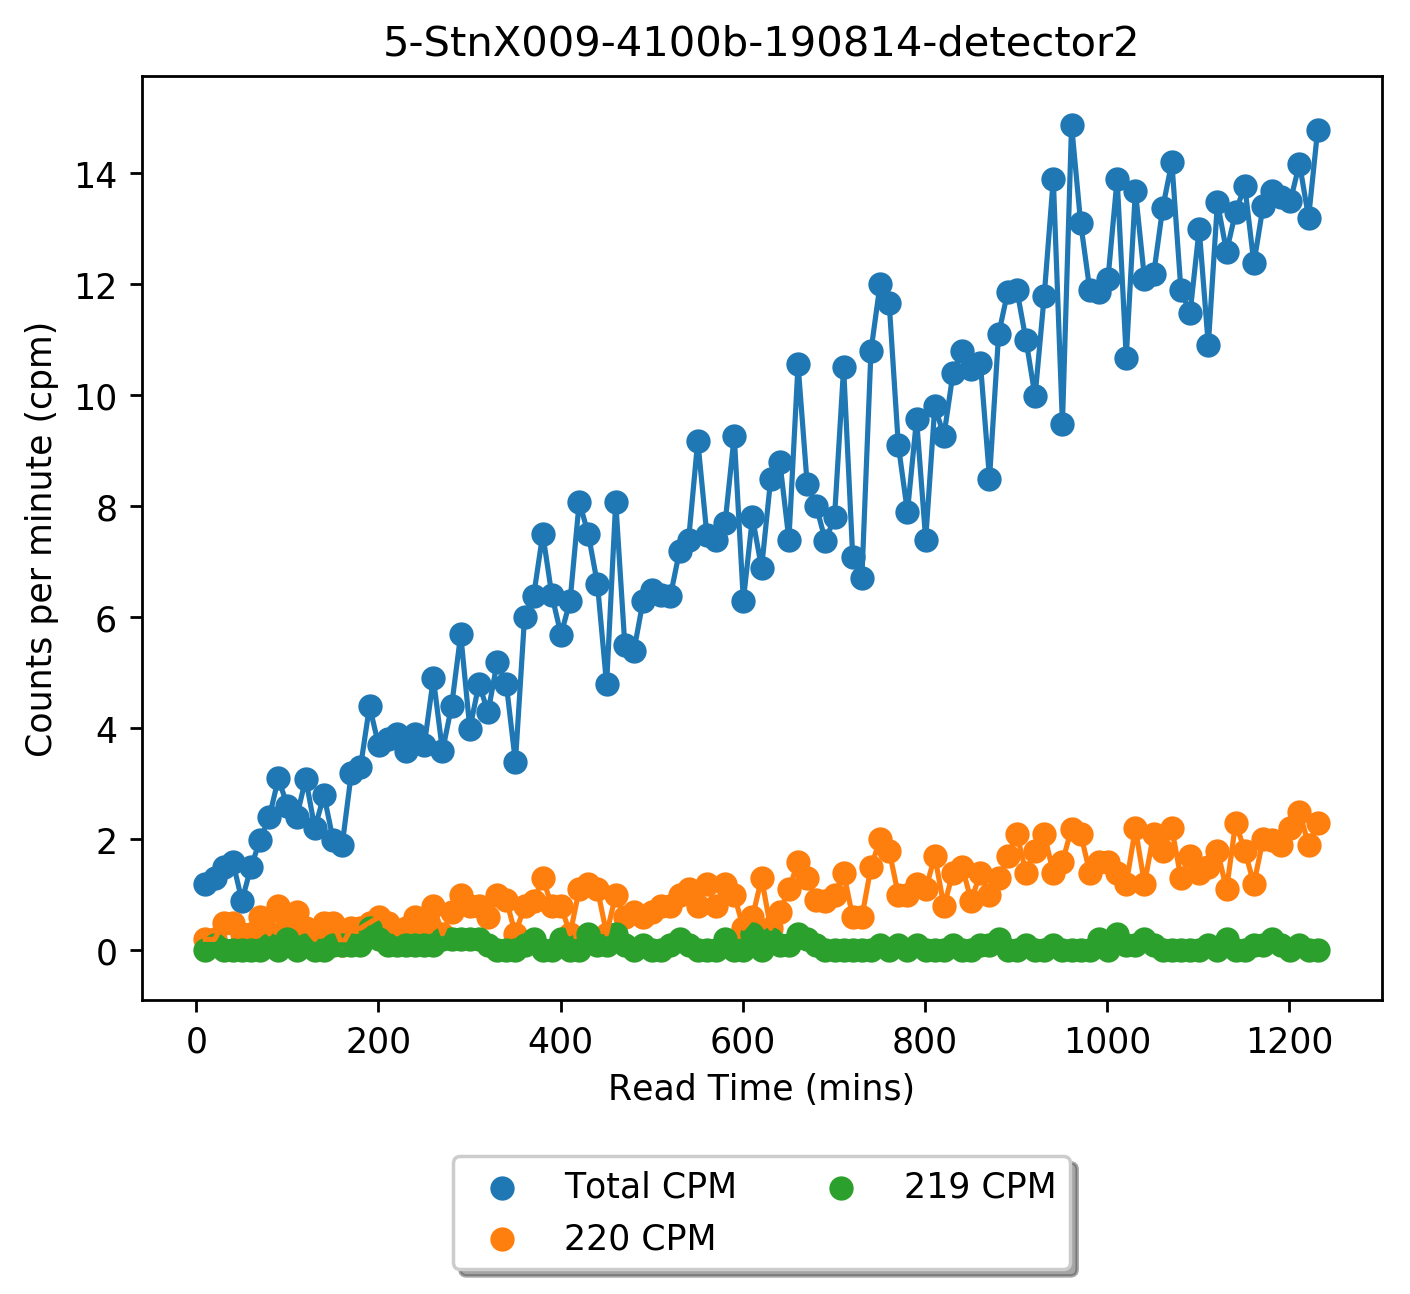 5-StnX009-4100b-190814-detector2
Counts per minute (cpm)
14
12
10
8
6
4
2
0
0 200 400 600 800 1000 1200
Read Time (mins)
Total CPM 219 CPM
220 CPM